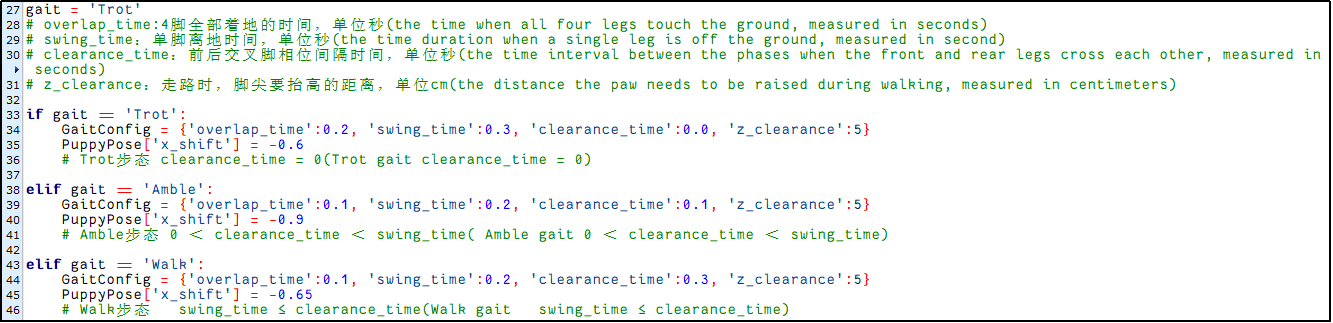 27 gait = 'Trot'
28 # overlap_time:4脚全部着地的时间，单位秒(the time when all four legs touch the ground, measured in seconds)
29 # swing_time：单脚离地时间，单位秒(the time duration when a single leg is off the ground, measured in second)
30 # clearance_time：前后交叉脚相位间隔时间，单位秒(the time interval between the phases when the front and rear legs cross each other, measured in
seconds)
31 # z_clearance：走路时，脚尖要抬高的距离，单位cm(the distance the paw needs to be raised during walking, measured in centimeters)
32
33 if gait == 'Trot':
34 GaitConfig = {'overlap_time':0.2, 'swing_time':0.3, 'clearance_time':0.0, 'z_clearance':5}
35 PuppyPose['x_shift'] = -0.6
36 # Trot步态 clearance_time = 0(Trot gait clearance_time = 0)
37
38 elif gait == 'Amble':
39 GaitConfig = {'overlap_time':0.1, 'swing_time':0.2, 'clearance_time':0.1, 'z_clearance':5}
40 PuppyPose['x_shift'] = -0.9
41 # Amble步态 0 < clearance_time < swing_time( Amble gait 0 < clearance_time < swing_time)
42
43 elif gait == 'Walk':
44 GaitConfig = {'overlap_time':0.1, 'swing_time':0.2, 'clearance_time':0.3, 'z_clearance':5}
45 PuppyPose['x_shift'] = -0.65
46 # Walk步态 swing_time ≤ clearance_time(Walk gait swing_time ≤ clearance_time)